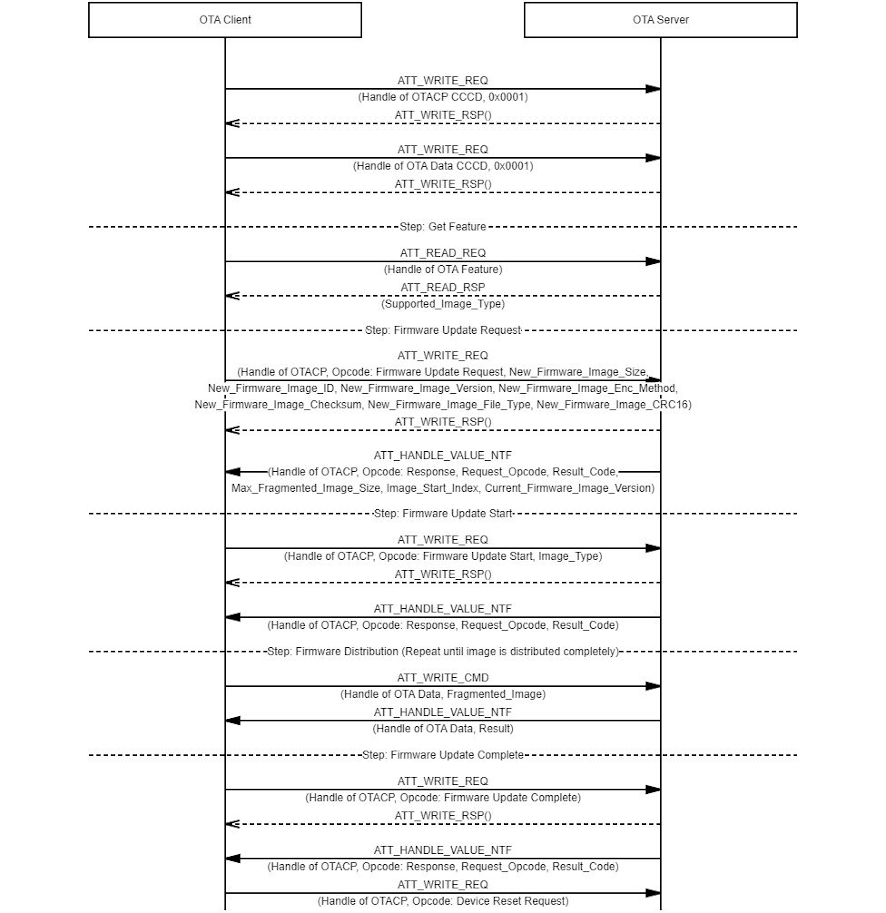 OTA Client
OTA Server
ATT_WRITE_REQ
(Handle of OTACP CCCD, 0x0001)
ATT_WRITE_RSP()
ATT_WRITE_REQ
(Handle of OTA Data CCCD, 0x0001)
ATT_WRITE_RSP()
Step: Get Feature
ATT_READ_REQ
(Handle of OTA Feature)
ATT_READ_RSP
(Supported_Image_Type)
Step: Firmware Update Request
ATT_WRITE_REQ
(Handle of OTACP, Opcode: Firmware Update Request, New_Firmware_Image_Size,
New_Firmware_Image_ID, New_Firmware_Image_Version, New_Firmware_Image_Enc_Method,
New_Firmware_Image_Checksum, New_Firmware_Image_File_Type, New_Firmware_Image_CRC16)
ATT_WRITE_RSP()
ATT_HANDLE_VALUE_NTF
(Handle of OTACP, Opcode: Response, Request_Opcode, Result_Code,
Max_Fragmented_Image_Size, Image_Start_Index, Current_Firmware_Image_Version)
Step: Firmware Update Start
ATT_WRITE_REQ
(Handle of OTACP, Opcode: Firmware Update Start, Image_Type)
ATT_WRITE_RSP()
ATT_HANDLE_VALUE_NTF
(Handle of OTACP, Opcode: Response, Request_Opcode, Result_Code)
Step: Firmware Distribution (Repeat until image is distributed completely)
ATT_WRITE_CMD
(Handle of OTA Data, Fragmented_Image)
ATT_HANDLE_VALUE_NTF
(Handle of OTA Data, Result)
Step: Firmware Update Complete
ATT_WRITE_REQ
(Handle of OTACP, Opcode: Firmware Update Complete)
ATT_WRITE_RSP()
ATT_HANDLE_VALUE_NTF
(Handle of OTACP, Opcode: Response, Request_Opcode, Result_Code)
ATT_WRITE_REQ
(Handle of OTACP, Opcode: Device Reset Request)